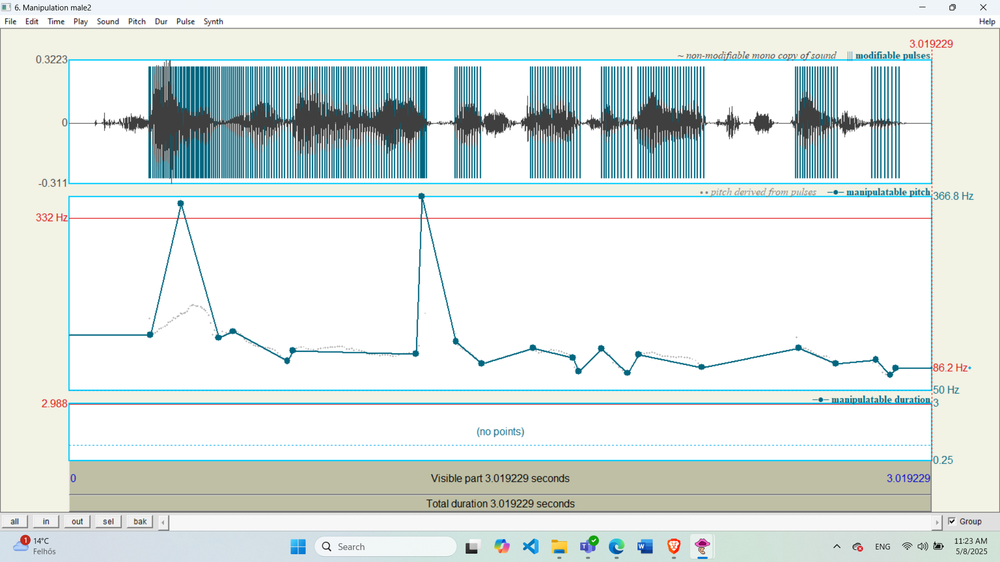 6. Manipulation male2
File Edit Time Play Sound Pitch Dur Pulse Synth Help
3.019229
0.3223 ~ non-modifiable mono copy of sound ||| modifiable pulses
0
-0.311
•• pitch derived from pulses –●– manipulatable pitch 366.8 Hz
332 Hz
86.2 Hz
50 Hz
2.988 –●– manipulatable duration 3
(no points)
0.25
0 Visible part 3.019229 seconds 3.019229
Total duration 3.019229 seconds
all in out sel bak Group
1 14°C Search ENG 11:23 AM
Felhős 5/8/2025